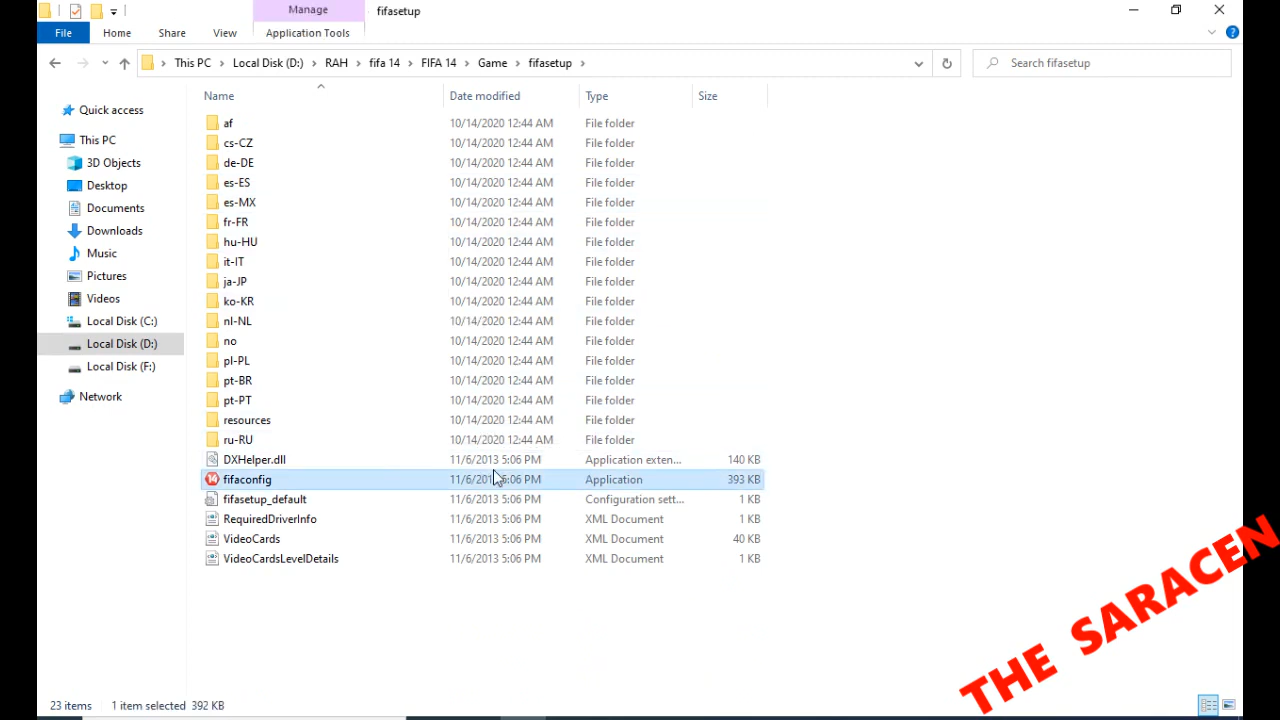 Manage
fifasetup
File
Home
Share
View
Application Tools
This PC
Local Disk (D:)
RAH
fifa 14
FIFA 14
Game
fifasetup
Search fifasetup
Name
Date modified
Type
Size
Quick access
This PC
3D Objects
Desktop
Documents
Downloads
Music
Pictures
Videos
Local Disk (C:)
Local Disk (D:)
Local Disk (F:)
Network
af 10/14/2020 12:44 AM File folder
cs-CZ 10/14/2020 12:44 AM File folder
de-DE 10/14/2020 12:44 AM File folder
es-ES 10/14/2020 12:44 AM File folder
es-MX 10/14/2020 12:44 AM File folder
fr-FR 10/14/2020 12:44 AM File folder
hu-HU 10/14/2020 12:44 AM File folder
it-IT 10/14/2020 12:44 AM File folder
ja-JP 10/14/2020 12:44 AM File folder
ko-KR 10/14/2020 12:44 AM File folder
nl-NL 10/14/2020 12:44 AM File folder
no 10/14/2020 12:44 AM File folder
pl-PL 10/14/2020 12:44 AM File folder
pt-BR 10/14/2020 12:44 AM File folder
pt-PT 10/14/2020 12:44 AM File folder
resources 10/14/2020 12:44 AM File folder
ru-RU 10/14/2020 12:44 AM File folder
DXHelper.dll 11/6/2013 5:06 PM Application exten... 140 KB
fifaconfig 11/6/2013 5:06 PM Application 393 KB
fifasetup_default 11/6/2013 5:06 PM Configuration sett... 1 KB
RequiredDriverInfo 11/6/2013 5:06 PM XML Document 1 KB
VideoCards 11/6/2013 5:06 PM XML Document 40 KB
VideoCardsLevelDetails 11/6/2013 5:06 PM XML Document 1 KB
THE SARACEN
23 items 1 item selected 392 KB